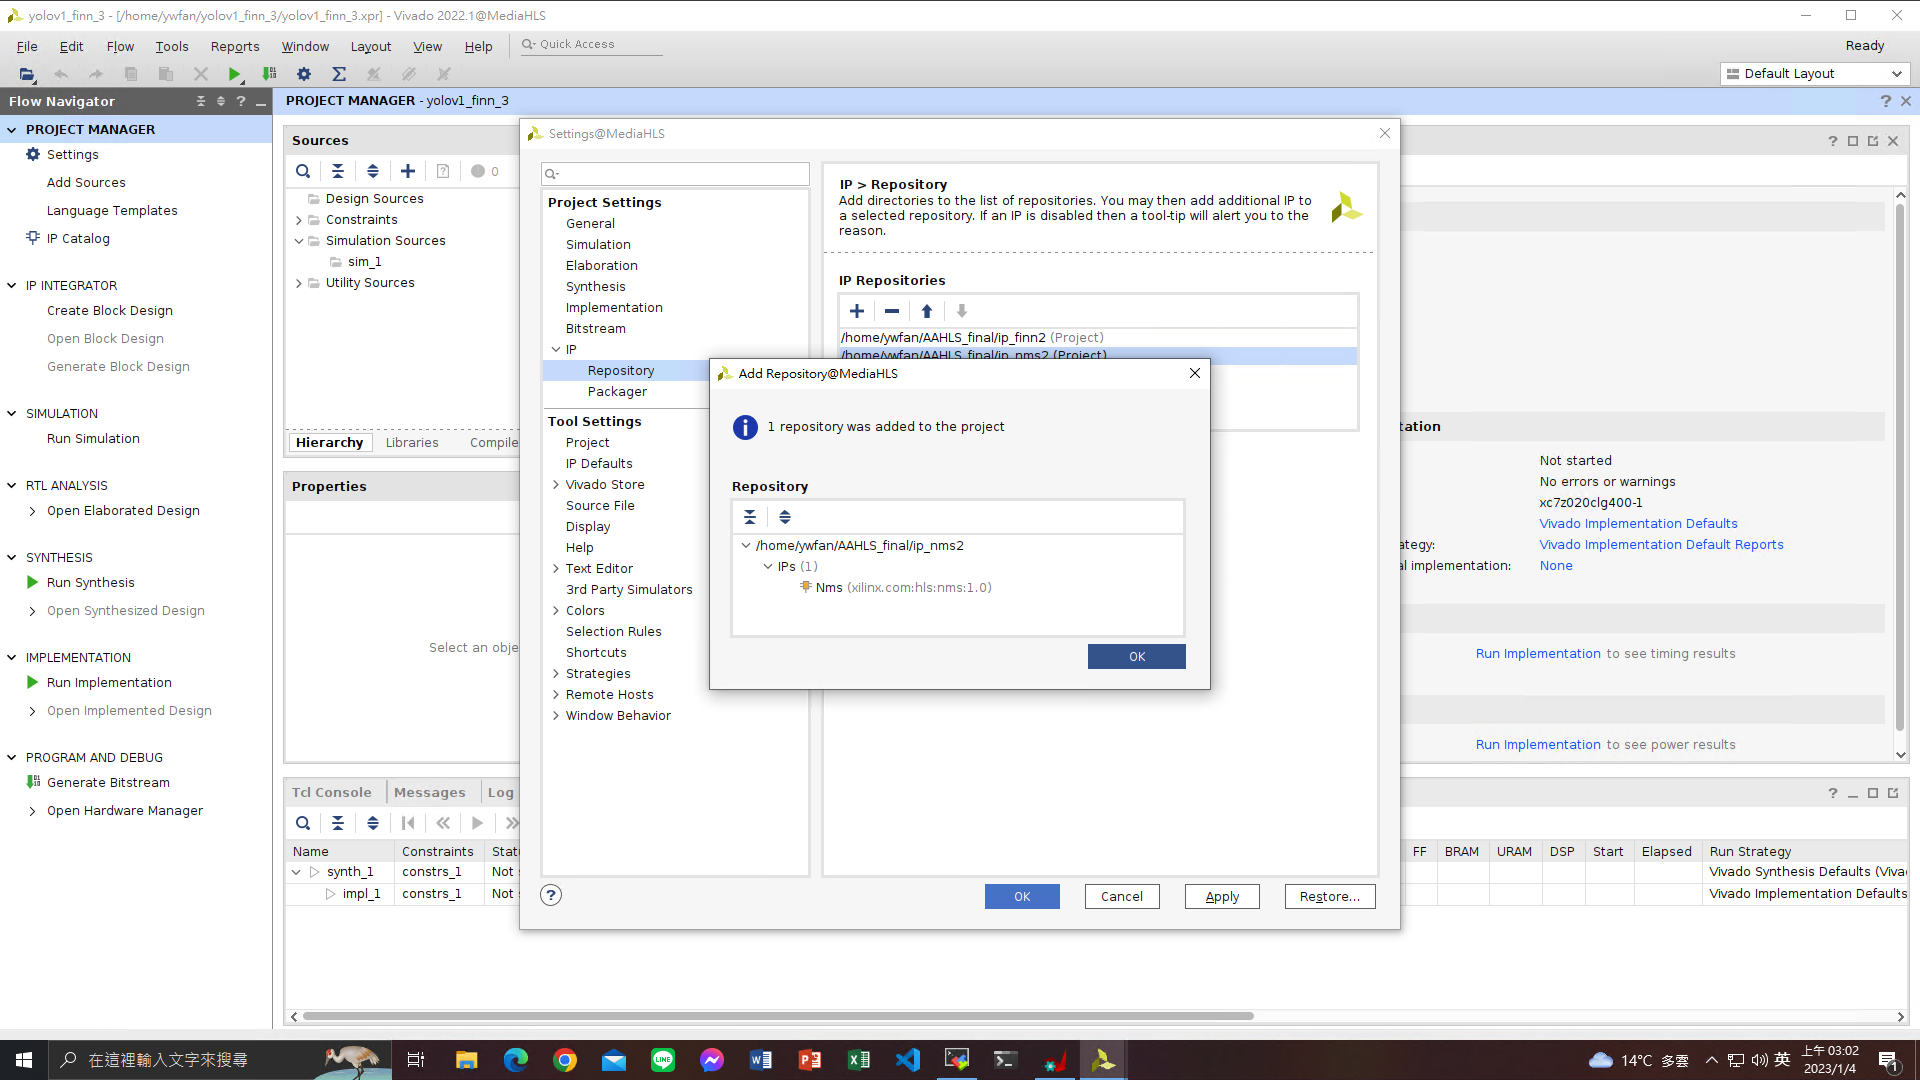 yolov1_finn_3 - [/home/ywfan/yolov1_finn_3/yolov1_finn_3.xpr] - Vivado 2022.1@MediaHLS
File Edit Flow Tools Reports Window Layout View Help Quick Access Ready
Default Layout
Flow Navigator
PROJECT MANAGER - yolov1_finn_3
PROJECT MANAGER
Settings
Add Sources
Language Templates
IP Catalog
IP INTEGRATOR
Create Block Design
Open Block Design
Generate Block Design
SIMULATION
Run Simulation
RTL ANALYSIS
Open Elaborated Design
SYNTHESIS
Run Synthesis
Open Synthesized Design
IMPLEMENTATION
Run Implementation
Open Implemented Design
PROGRAM AND DEBUG
Generate Bitstream
Open Hardware Manager
Sources
0
Design Sources
Constraints
Simulation Sources
sim_1
Utility Sources
Hierarchy Libraries Compile
Properties
Select an obje
Settings@MediaHLS
Project Settings
General
Simulation
Elaboration
Synthesis
Implementation
Bitstream
IP
Repository
Packager
Tool Settings
Project
IP Defaults
Vivado Store
Source File
Display
Help
Text Editor
3rd Party Simulators
Colors
Selection Rules
Shortcuts
Strategies
Remote Hosts
Window Behavior
IP > Repository
Add directories to the list of repositories. You may then add additional IP to
a selected repository. If an IP is disabled then a tool-tip will alert you to the
reason.
IP Repositories
/home/ywfan/AAHLS_final/ip_finn2 (Project)
/home/ywfan/AAHLS_final/ip_nms2 (Project)
Add Repository@MediaHLS
1 repository was added to the project
Repository
/home/ywfan/AAHLS_final/ip_nms2
IPs (1)
Nms (xilinx.com:hls:nms:1.0)
OK
OK Cancel Apply Restore...
tation
Not started
No errors or warnings
xc7z020clg400-1
Vivado Implementation Defaults
ategy: Vivado Implementation Default Reports
al implementation: None
Run Implementation to see timing results
Run Implementation to see power results
Tcl Console Messages Log
Name Constraints Statu FF BRAM URAM DSP Start Elapsed Run Strategy
synth_1 constrs_1 Not s Vivado Synthesis Defaults (Viva
impl_1 constrs_1 Not s Vivado Implementation Defaults
在這裡輸入文字來搜尋
14°C 多雲 英 上午 03:02
2023/1/4
1